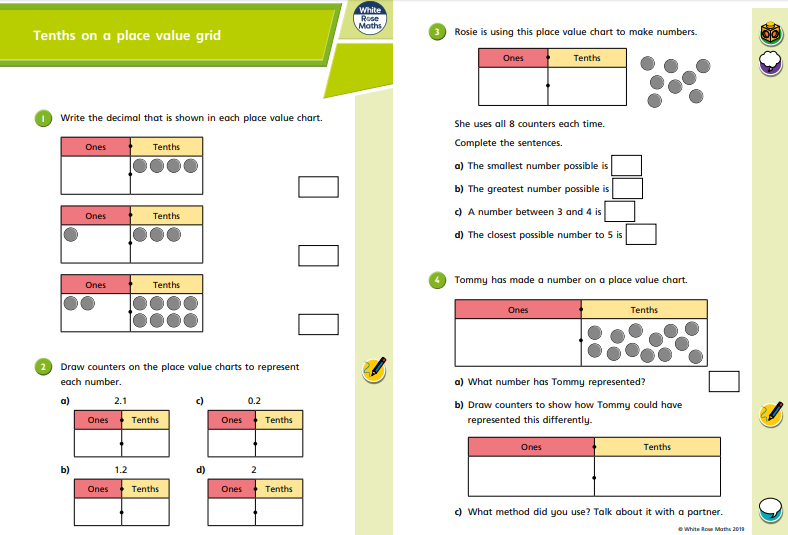 Tenths on a place value grid
White
Rose
Maths
1 Write the decimal that is shown in each place value chart.
Ones Tenths
Ones Tenths
Ones Tenths
2 Draw counters on the place value charts to represent
each number.
a) 2.1 c) 0.2
Ones Tenths Ones Tenths
b) 1.2 d) 2
Ones Tenths Ones Tenths
3 Rosie is using this place value chart to make numbers.
Ones Tenths
She uses all 8 counters each time.
Complete the sentences.
a) The smallest number possible is
b) The greatest number possible is
c) A number between 3 and 4 is
d) The closest possible number to 5 is
4 Tommy has made a number on a place value chart.
Ones Tenths
a) What number has Tommy represented?
b) Draw counters to show how Tommy could have
represented this differently.
Ones Tenths
c) What method did you use? Talk about it with a partner.
© White Rose Maths 2019